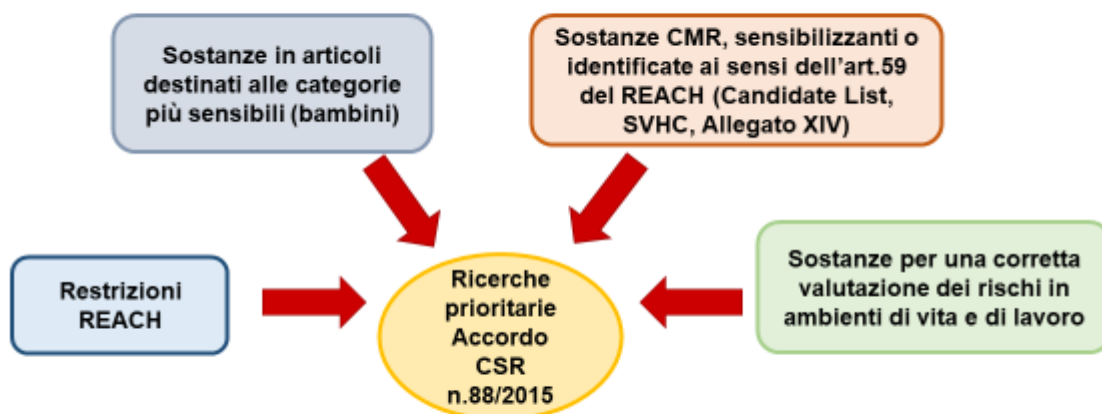 Sostanze in articoli
destinati alle categorie
più sensibili (bambini)
Sostanze CMR, sensibilizzanti o
identificate ai sensi dell'art.59
del REACH (Candidate List,
SVHC, Allegato XIV)
Restrizioni
REACH
Ricerche
prioritarie
Accordo
CSR
n.88/2015
Sostanze per una corretta
valutazione dei rischi in
ambienti di vita e di lavoro